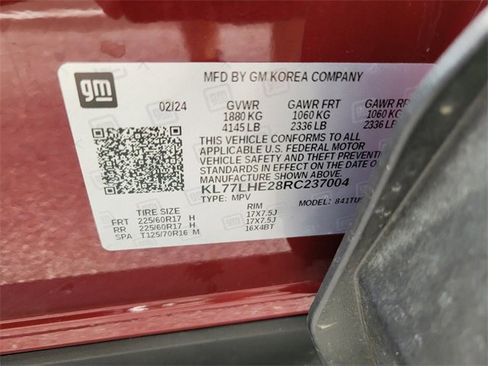 gm
MFD BY GM KOREA COMPANY
02/24 GVWR GAWR FRT GAWR RR
1880 KG 1060 KG 1060 KG
4145 LB 2336 LB 2336 LB
THIS VEHICLE CONFORMS TO ALL
APPLICABLE U.S. FEDERAL MOTOR
VEHICLE SAFETY
STANDARDS IN EFFECT ON THE DATE OF
MANUFACTURE SHOWN ABOVE.
KL77LHE28RC237004
TYPE: MPV MODEL:
TIRE SIZE RIM
FRT 225/60R17 H 17X7.5J
RR 225/60R17 H 17X7.5J
SPA T125/70R16 M 16X4BT